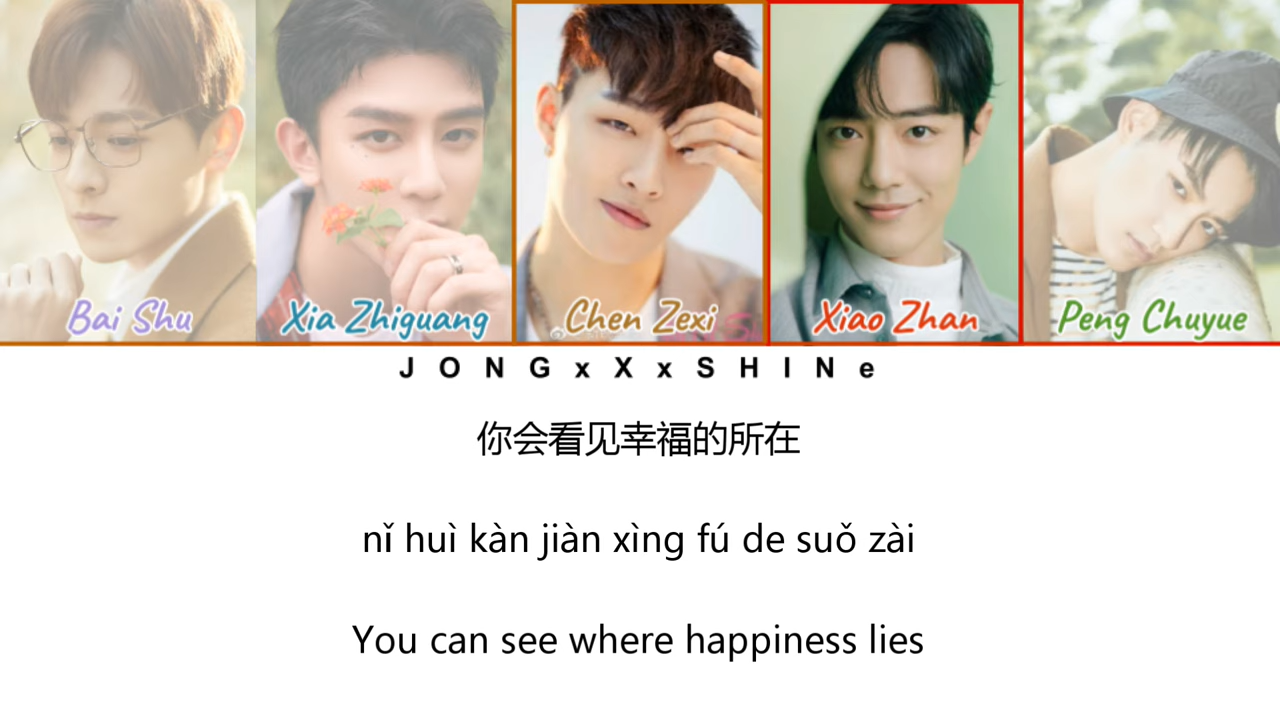 Bai Shu
Xia Zhiguang
Chen Zexi
Xiao Zhan
Peng Chuyue
J O N G x X x S H I N e
你会看见幸福的所在
nǐ huì kàn jiàn xìng fú de suǒ zài
You can see where happiness lies